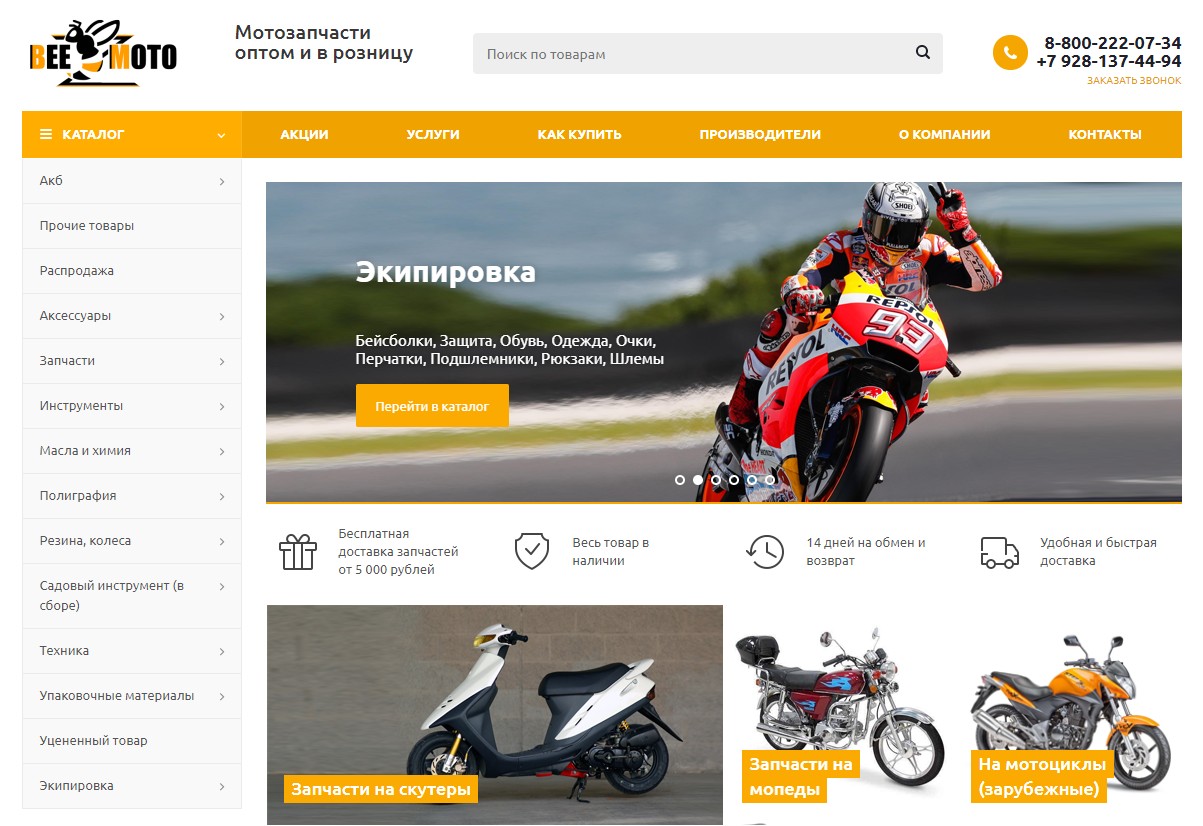 BEE MOTO
Мотозапчасти
оптом и в розницу
Поиск по товарам
8-800-222-07-34
+7 928-137-44-94
ЗАКАЗАТЬ ЗВОНОК
КАТАЛОГ
АКЦИИ
УСЛУГИ
КАК КУПИТЬ
ПРОИЗВОДИТЕЛИ
О КОМПАНИИ
КОНТАКТЫ
Акб
Прочие товары
Распродажа
Аксессуары
Запчасти
Инструменты
Масла и химия
Полиграфия
Резина, колеса
Садовый инструмент (в
сборе)
Техника
Упаковочные материалы
Уцененный товар
Экипировка
Экипировка
Бейсболки, Защита, Обувь, Одежда, Очки,
Перчатки, Подшлемники, Рюкзаки, Шлемы
Перейти в каталог
SHOEI
REPSOL
93
HRC
REPSOL
Бесплатная
доставка запчастей
от 5 000 рублей
Весь товар в
наличии
14 дней на обмен и
возврат
Удобная и быстрая
доставка
Запчасти на скутеры
Запчасти на
мопеды
На мотоциклы
(зарубежные)